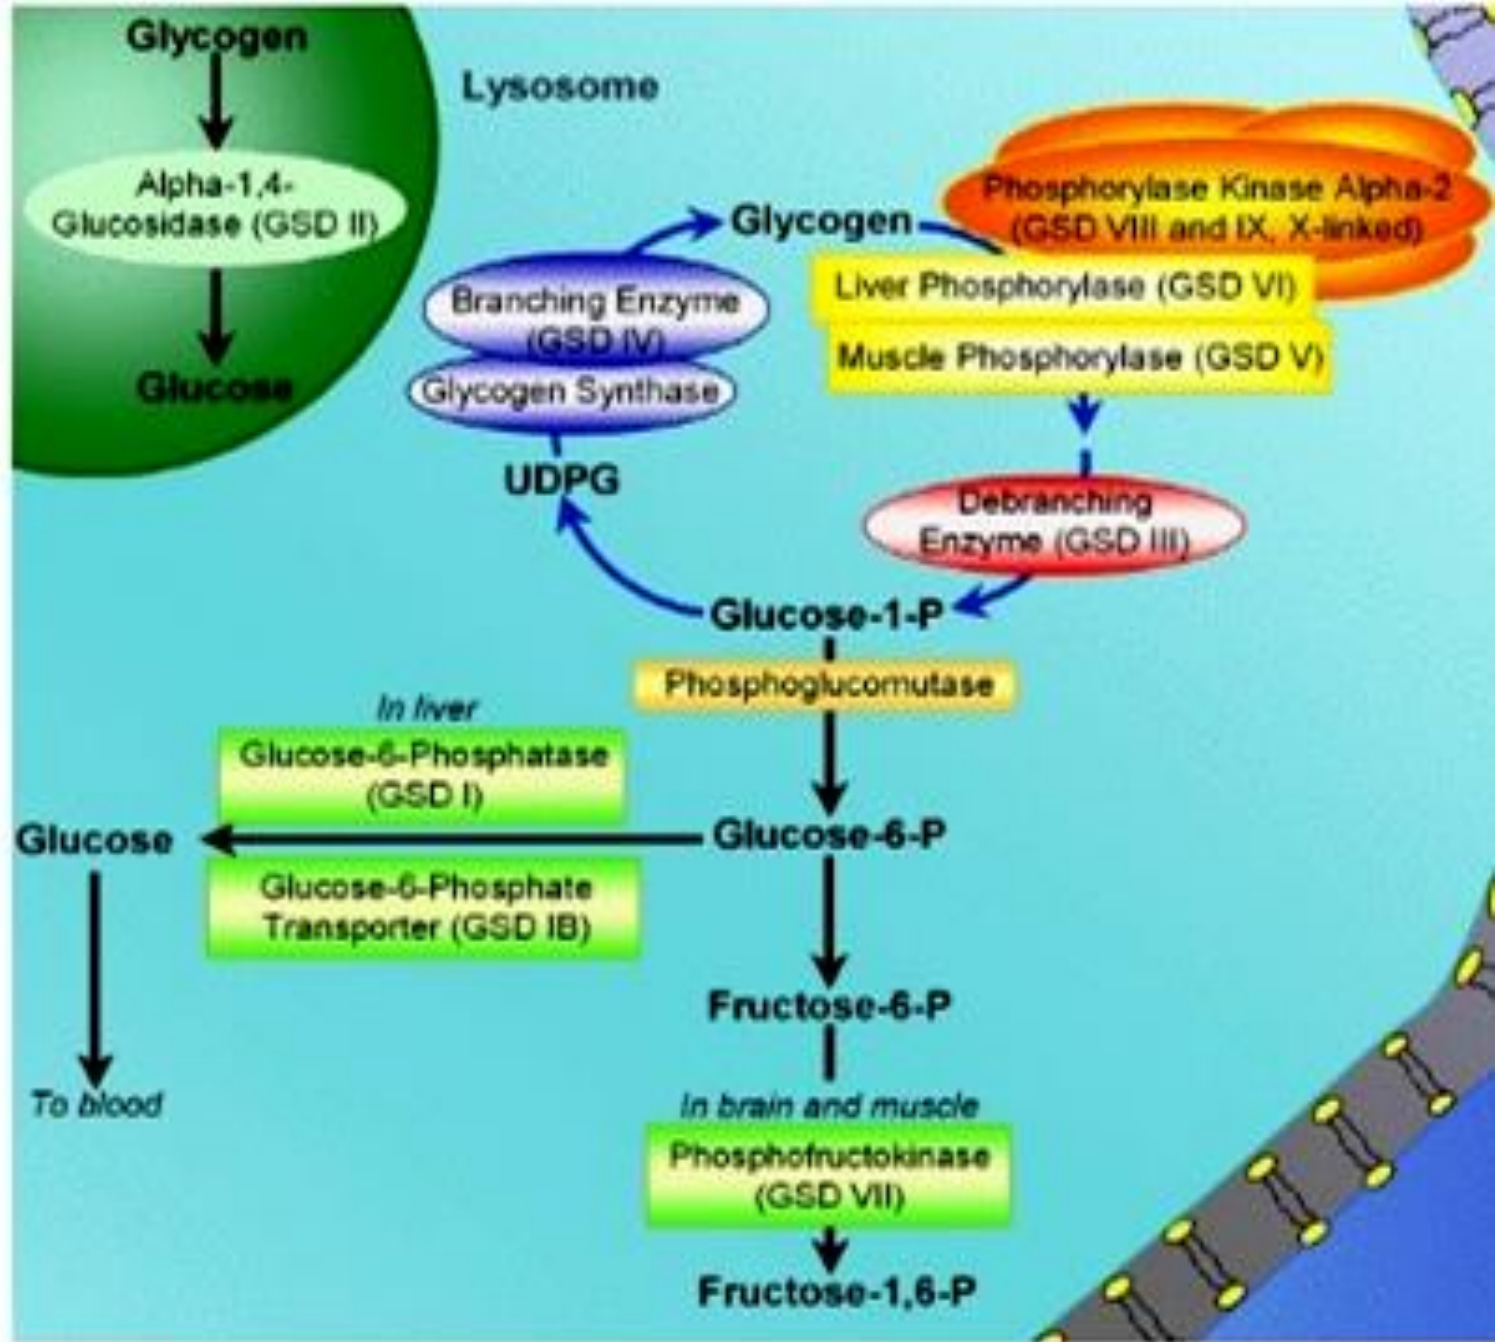 Glycogen
Lysosome
Alpha-1,4-
Glucosidase (GSD II)
Glucose
Glycogen
Phosphorylase Kinase Alpha-2
(GSD VIII and IX, X-linked)
Branching Enzyme
(GSD IV)
Glycogen Synthase
Liver Phosphorylase (GSD VI)
Muscle Phosphorylase (GSD V)
UDPG
Debranching
Enzyme (GSD III)
Glucose-1-P
Phosphoglucomutase
In liver
Glucose-6-Phosphatase
(GSD I)
Glucose
Glucose-6-P
Glucose-6-Phosphate
Transporter (GSD IB)
Fructose-6-P
To blood
In brain and muscle
Phosphofructokinase
(GSD VII)
Fructose-1,6-P